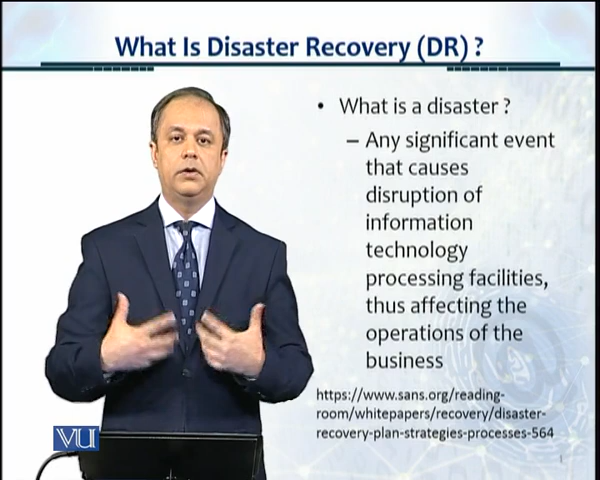 What Is Disaster Recovery (DR) ?
• What is a disaster ?
– Any significant event
that causes
disruption of
information
technology
processing facilities,
thus affecting the
operations of the
business
https://www.sans.org/reading-
room/whitepapers/recovery/disaster-
recovery-plan-strategies-processes-564
VU
1